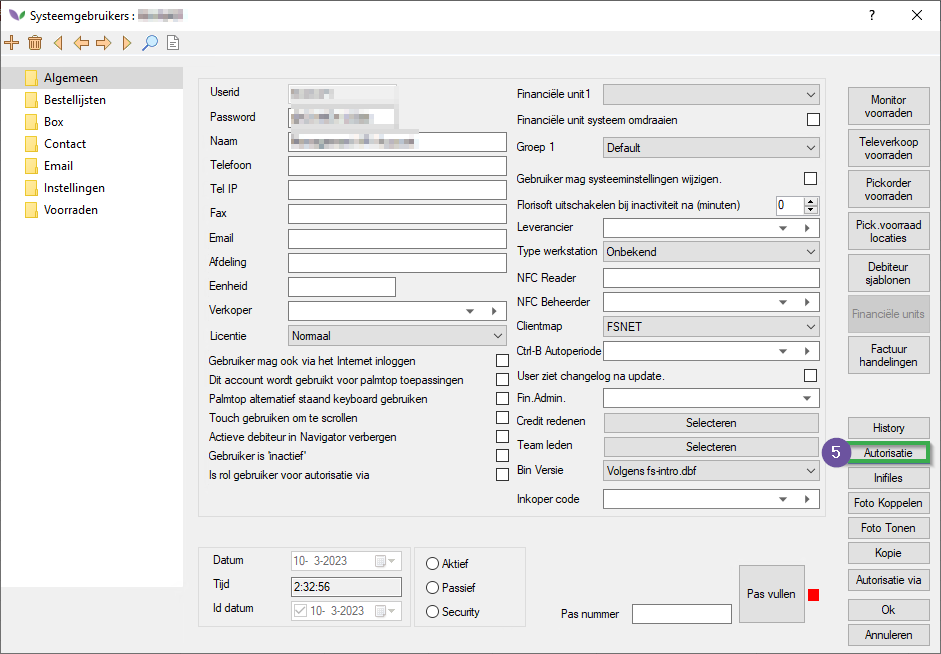 Systeemgebruikers :
?
Algemeen
Bestellijsten
Box
Contact
Email
Instellingen
Voorraden
Userid
Password
Naam
Telefoon
Tel IP
Fax
Email
Afdeling
Eenheid
Verkoper
Licentie Normaal
Gebruiker mag ook via het Internet inloggen
Dit account wordt gebruikt voor palmtop toepassingen
Palmtop alternatief staand keyboard gebruiken
Touch gebruiken om te scrollen
Actieve debiteur in Navigator verbergen
Gebruiker is 'inactief'
Is rol gebruiker voor autorisatie via
Financiële unit1
Financiële unit systeem omdraaien
Groep 1 Default
Gebruiker mag systeeminstellingen wijzigen.
Florisoft uitschakelen bij inactiviteit na (minuten) 0
Leverancier
Type werkstation Onbekend
NFC Reader
NFC Beheerder
Clientmap FSNET
Ctrl-B Autoperiode
User ziet changelog na update.
Fin.Admin.
Credit redenen Selecteren
Team leden Selecteren
Bin Versie Volgens fs-intro.dbf
Inkoper code
Datum 10- 3-2023
Tijd 2:32:56
Id datum 10- 3-2023
Aktief
Passief
Security
Pas nummer
Pas vullen
Monitor
voorraden
Televerkoop
voorraden
Pickorder
voorraden
Pick.voorraad
locaties
Debiteur
sjablonen
Financiële units
Factuur
handelingen
History
5 Autorisatie
Inifiles
Foto Koppelen
Foto Tonen
Kopie
Autorisatie via
Ok
Annuleren